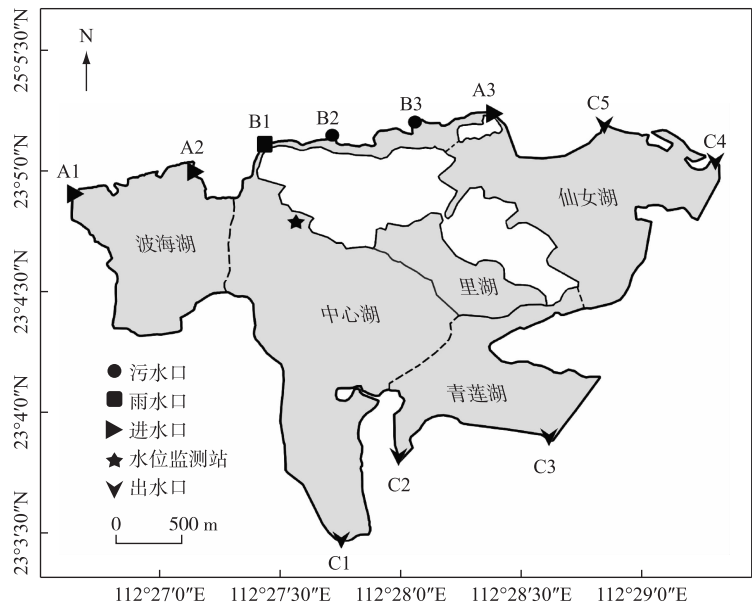 N
25°5′30″N
23°5′0″N
23°4′30″N
23°4′0″N
23°3′30″N
A1
A2
B1
B2
B3
A3
C5
C4
波海湖
仙女湖
里湖
中心湖
青莲湖
污水口
雨水口
进水口
水位监测站
出水口
0 500 m
C1
C2
C3
112°27′0″E
112°27′30″E
112°28′0″E
112°28′30″E
112°29′0″E